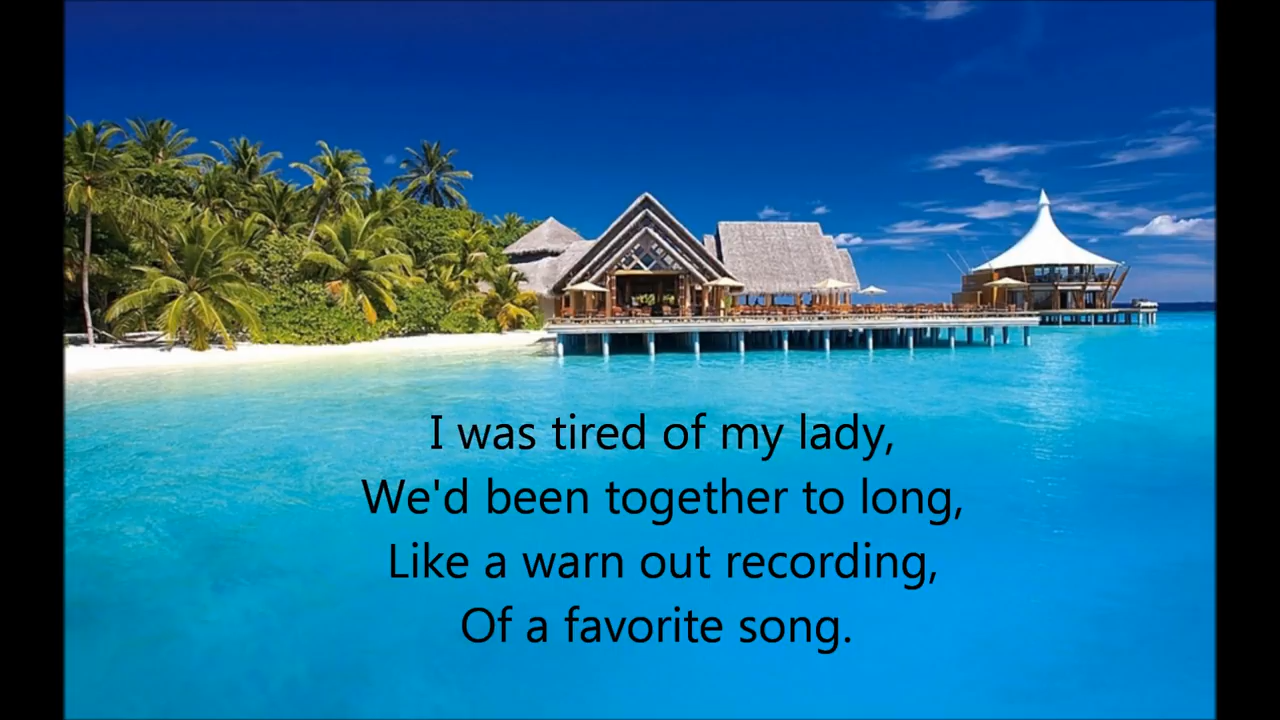 I was tired of my lady,
We'd been together to long,
Like a warn out recording,
Of a favorite song.